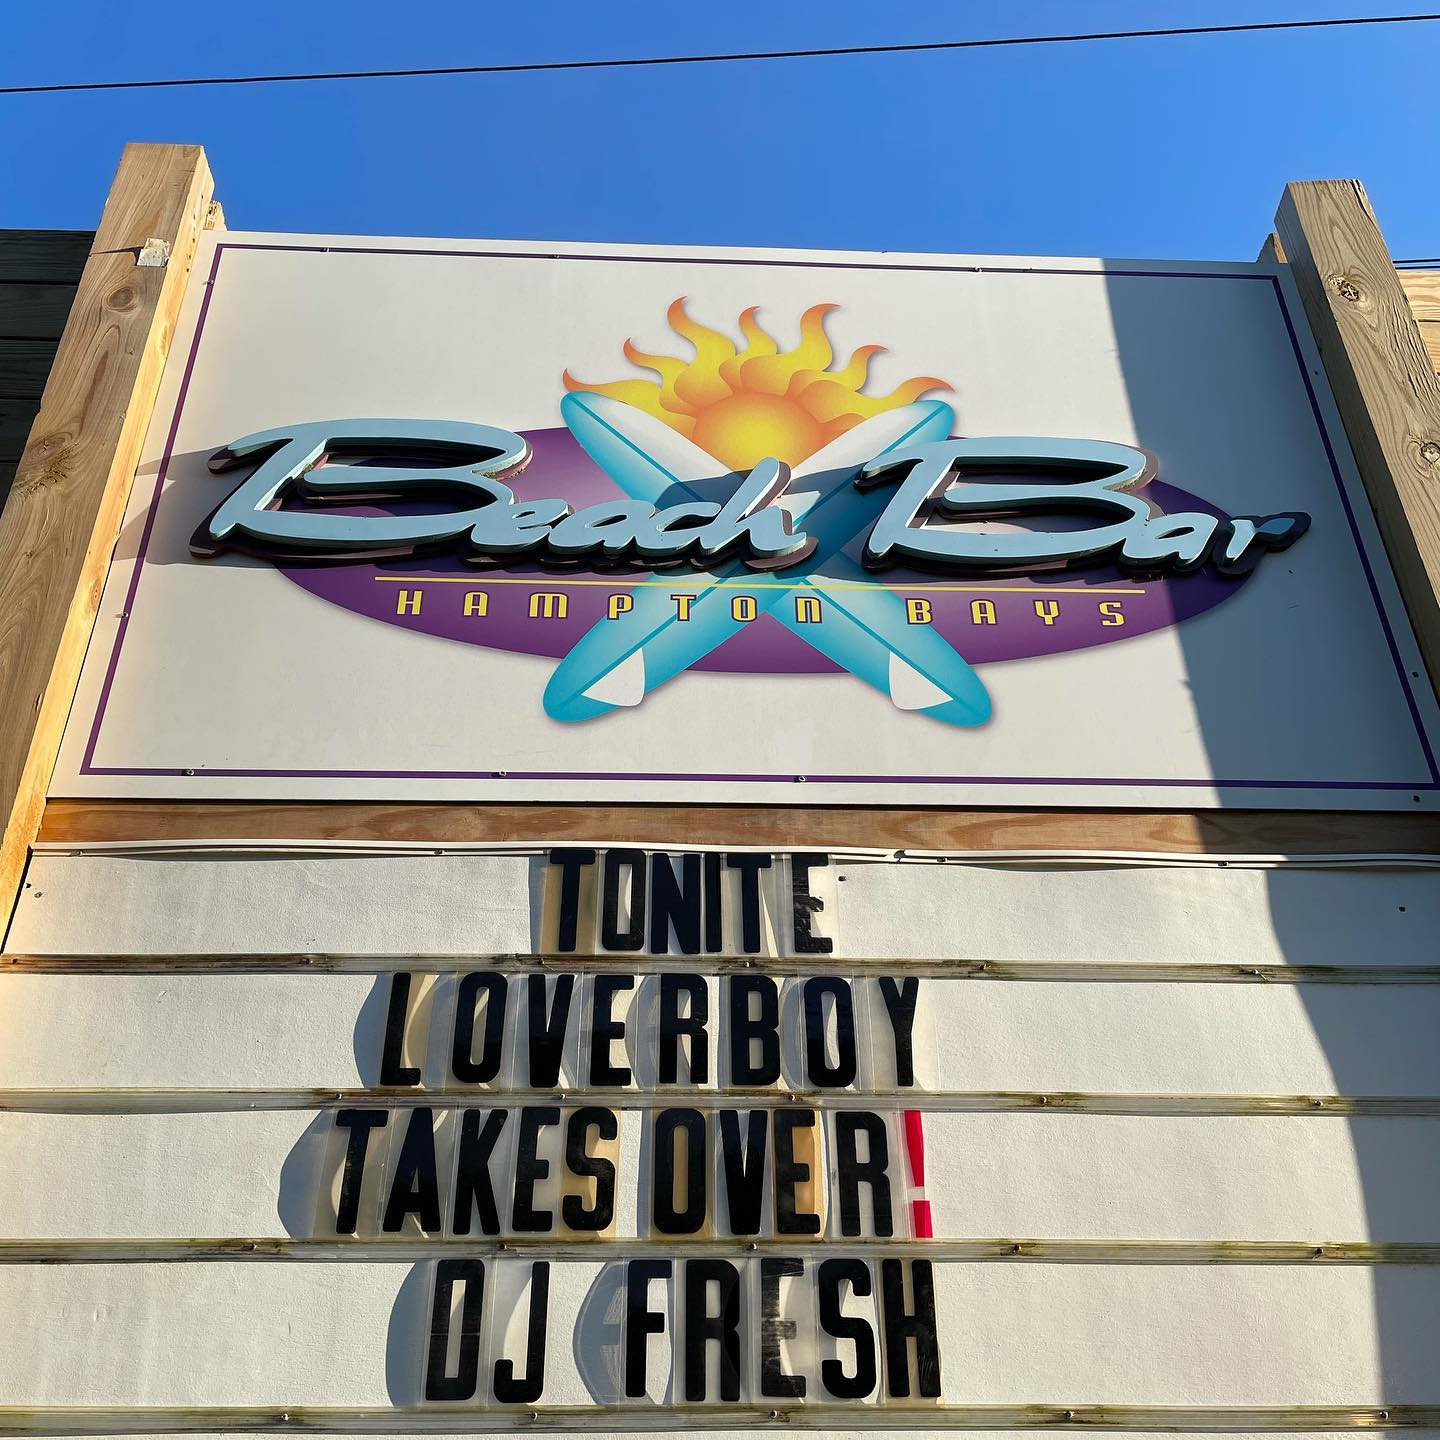 Beach Bar
HAMPTON BAYS
TONITE
LOVERBOY
TAKES OVER!
DJ FRESH